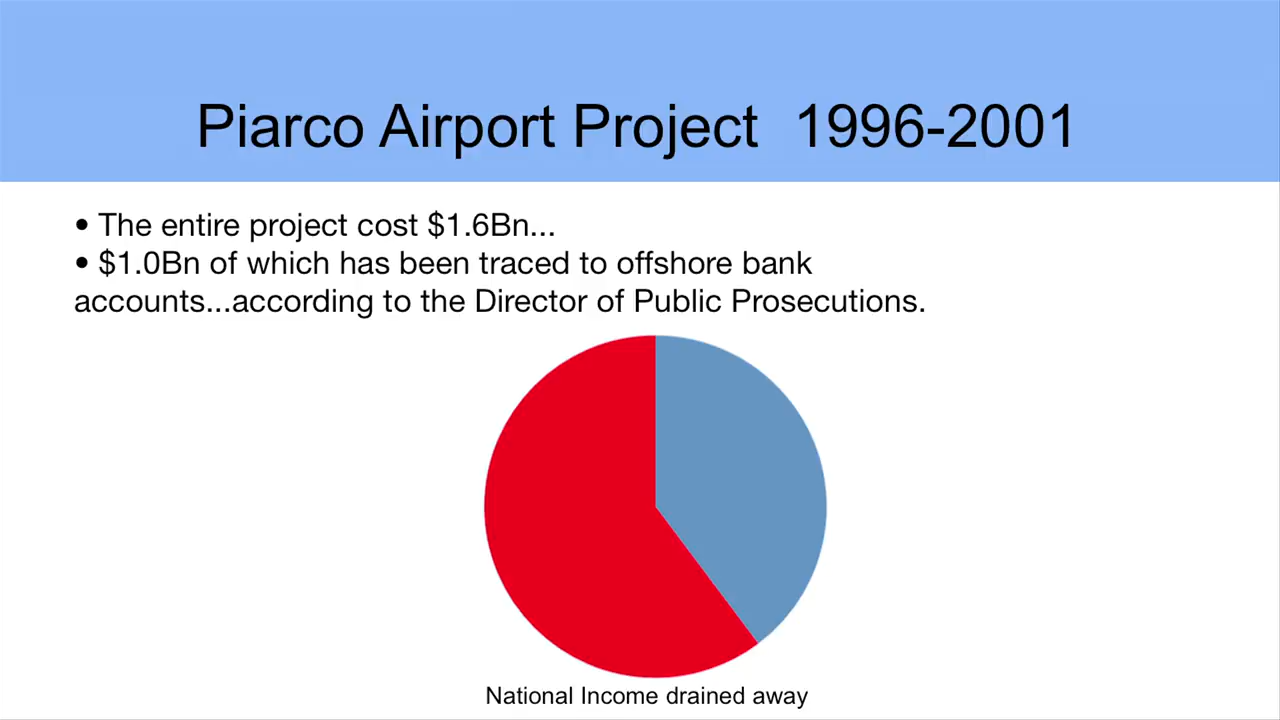 Piarco Airport Project  1996-2001
• The entire project cost $1.6Bn...
• $1.0Bn of which has been traced to offshore bank
accounts...according to the Director of Public Prosecutions.
National Income drained away